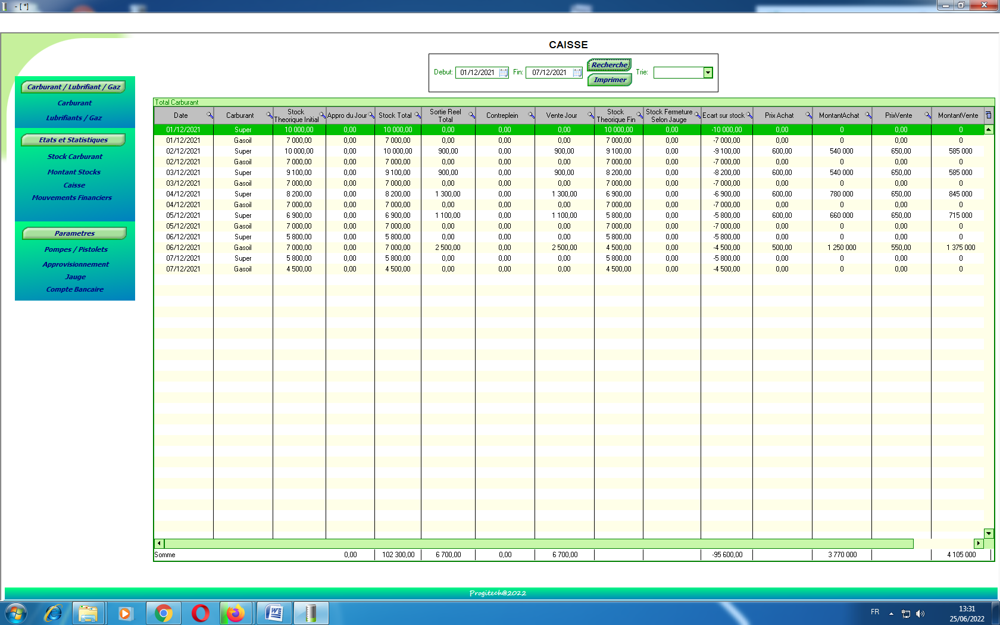 - [ *]
CAISSE
Debut: 01/12/2021 Fin: 07/12/2021 Recherche Imprimer Trie:
Carburant / Lubrifiant / Gaz
Carburant
Lubrifiants / Gaz
Etats et Statistiques
Stock Carburant
Montant Stocks
Caisse
Mouvements Financiers
Parametres
Pompes / Pistolets
Approvisionnement
Jauge
Compte Bancaire
Total Carburant
Date Carburant Stock Theorique Initial Appro du Jour Stock Total Sortie Reel Total Contreplein Vente Jour Stock Theorique Fin Stock Fermeture Selon Jauge Ecart sur stock Prix Achat MontantAchat PrixVente MontantVente
01/12/2021 Super 10 000,00 0,00 10 000,00 0,00 0,00 0,00 10 000,00 0,00 -10 000,00 0,00 0 0,00 0
01/12/2021 Gasoil 7 000,00 0,00 7 000,00 0,00 0,00 0,00 7 000,00 0,00 -7 000,00 0,00 0 0,00 0
02/12/2021 Super 10 000,00 0,00 10 000,00 900,00 0,00 900,00 9 100,00 0,00 -9 100,00 600,00 540 000 650,00 585 000
02/12/2021 Gasoil 7 000,00 0,00 7 000,00 0,00 0,00 0,00 7 000,00 0,00 -7 000,00 0,00 0 0,00 0
03/12/2021 Super 9 100,00 0,00 9 100,00 900,00 0,00 900,00 8 200,00 0,00 -8 200,00 600,00 540 000 650,00 585 000
03/12/2021 Gasoil 7 000,00 0,00 7 000,00 0,00 0,00 0,00 7 000,00 0,00 -7 000,00 0,00 0 0,00 0
04/12/2021 Super 8 200,00 0,00 8 200,00 1 300,00 0,00 1 300,00 6 900,00 0,00 -6 900,00 600,00 780 000 650,00 845 000
04/12/2021 Gasoil 7 000,00 0,00 7 000,00 0,00 0,00 0,00 7 000,00 0,00 -7 000,00 0,00 0 0,00 0
05/12/2021 Super 6 900,00 0,00 6 900,00 1 100,00 0,00 1 100,00 5 800,00 0,00 -5 800,00 600,00 660 000 650,00 715 000
05/12/2021 Gasoil 7 000,00 0,00 7 000,00 0,00 0,00 0,00 7 000,00 0,00 -7 000,00 0,00 0 0,00 0
06/12/2021 Super 5 800,00 0,00 5 800,00 0,00 0,00 0,00 5 800,00 0,00 -5 800,00 0,00 0 0,00 0
06/12/2021 Gasoil 7 000,00 0,00 7 000,00 2 500,00 0,00 2 500,00 4 500,00 0,00 -4 500,00 500,00 1 250 000 550,00 1 375 000
07/12/2021 Super 5 800,00 0,00 5 800,00 0,00 0,00 0,00 5 800,00 0,00 -5 800,00 0,00 0 0,00 0
07/12/2021 Gasoil 4 500,00 0,00 4 500,00 0,00 0,00 0,00 4 500,00 0,00 -4 500,00 0,00 0 0,00 0
Somme 0,00 102 300,00 6 700,00 0,00 6 700,00 -95 600,00 3 770 000 4 105 000
Progitech@2022
FR 13:31
25/06/2022